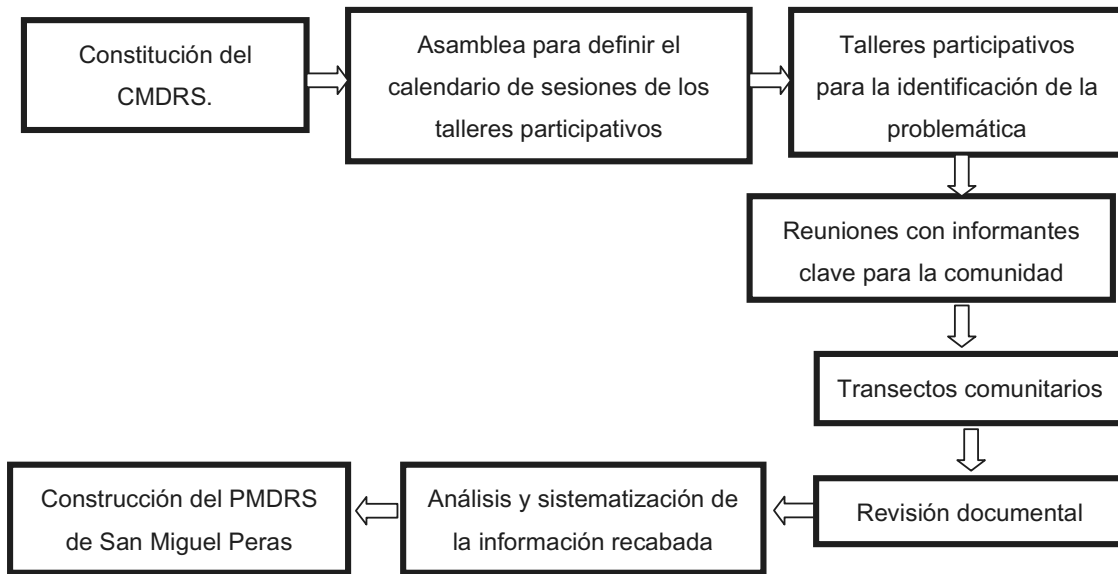 Constitución del
CMDRS.
Asamblea para definir el
calendario de sesiones de los
talleres participativos
Talleres participativos
para la identificación de la
problemática
Reuniones con informantes
clave para la comunidad
Transectos comunitarios
Revisión documental
Análisis y sistematización de
la información recabada
Construcción del PMDRS
de San Miguel Peras